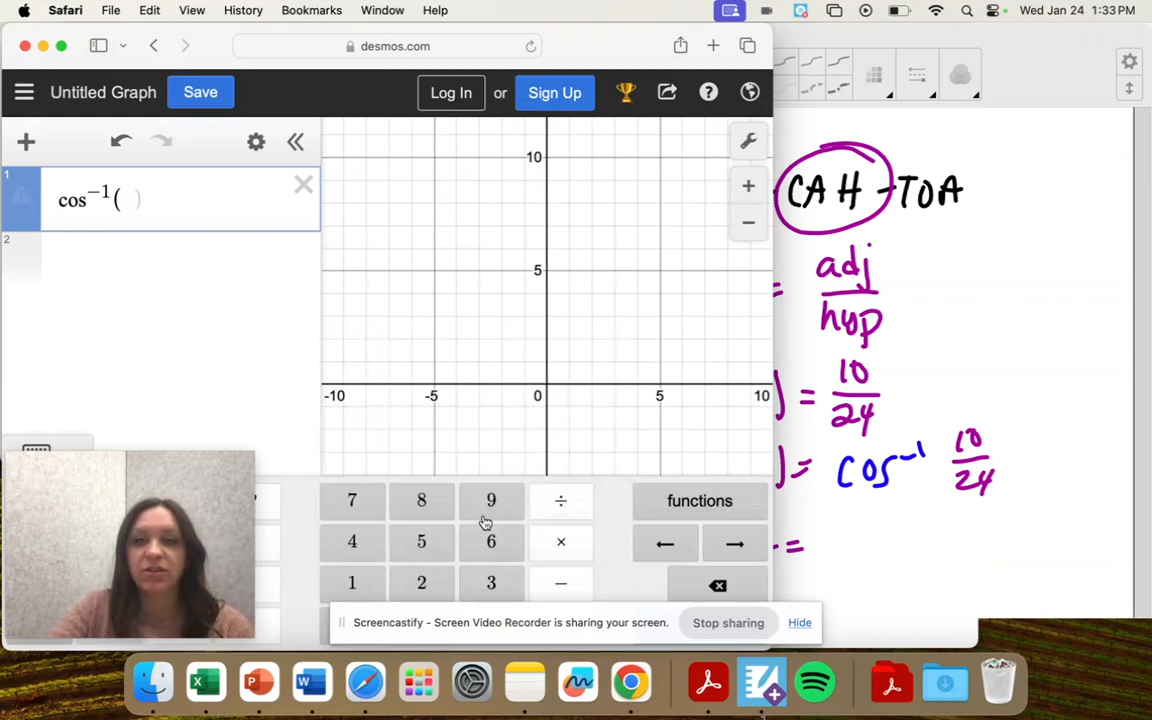 Safari File Edit View History Bookmarks Window Help Wed Jan 24 1:33 PM
desmos.com
Untitled Graph Save Log In or Sign Up
1
cos⁻¹( )
2
10
5
-10 -5 0 5 10
CAH - TOA
= adj/hyp
) = 10/24
) = cos⁻¹ 10/24
=
7 8 9 ÷ functions
4 5 6 × ← →
1 2 3 −
Screencastify - Screen Video Recorder is sharing your screen. Stop sharing Hide